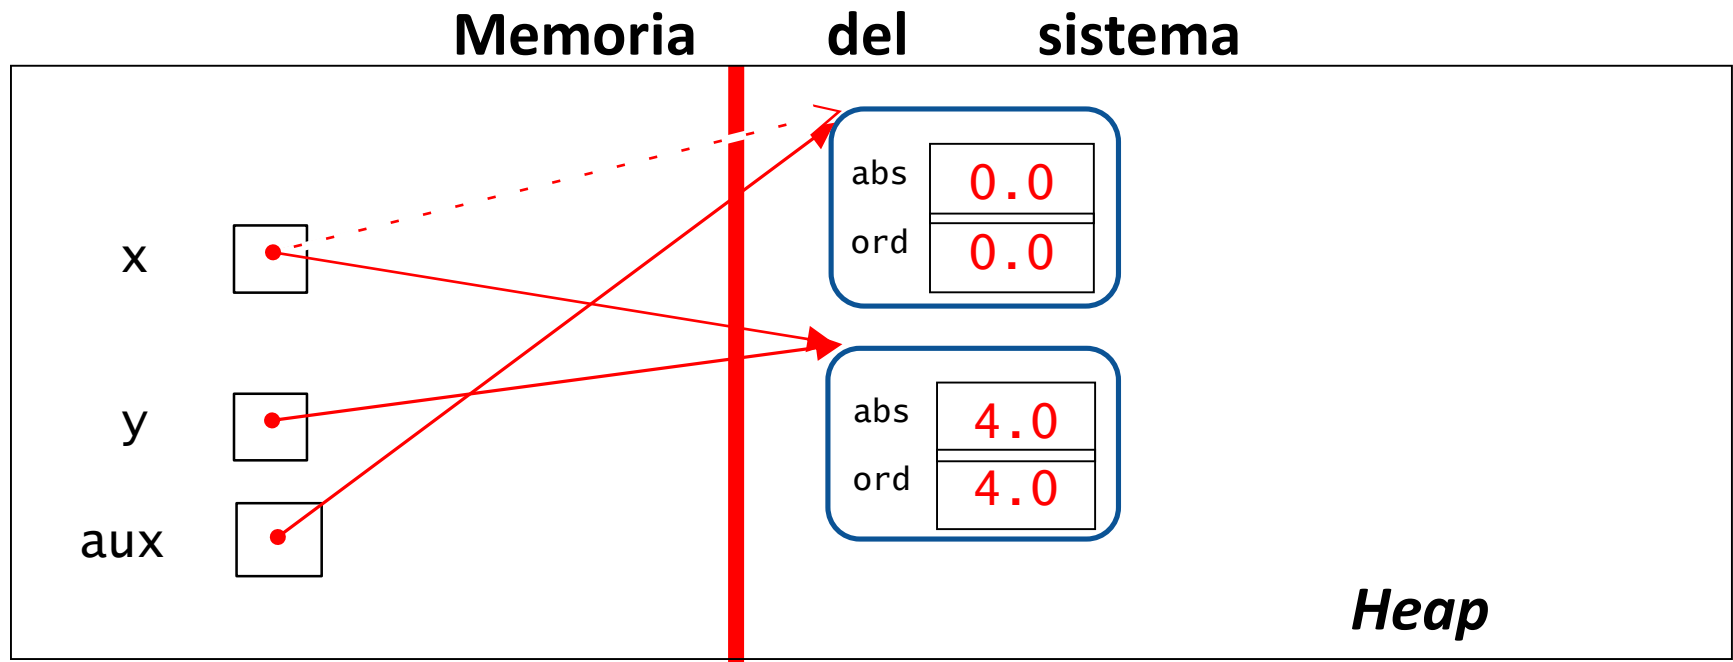 Memoria del sistema
abs 0.0
ord 0.0
x
abs 4.0
y
ord 4.0
aux
Heap